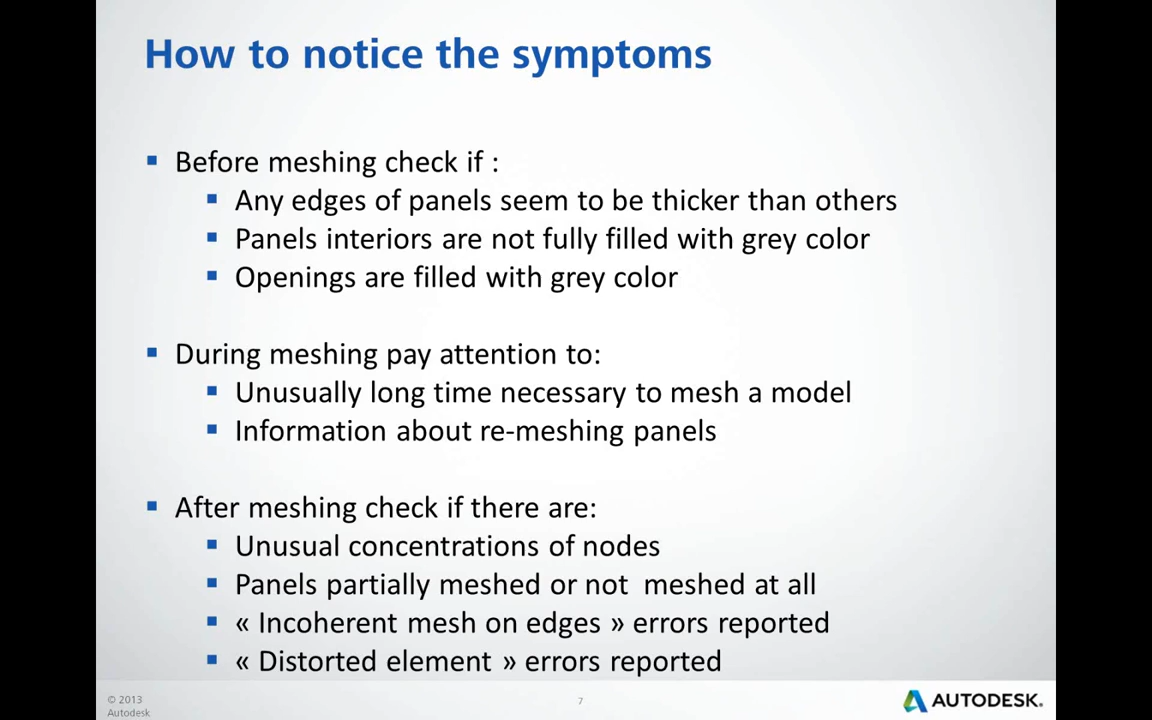 How to notice the symptoms
Before meshing check if :
Any edges of panels seem to be thicker than others
Panels interiors are not fully filled with grey color
Openings are filled with grey color
During meshing pay attention to:
Unusually long time necessary to mesh a model
Information about re-meshing panels
After meshing check if there are:
Unusual concentrations of nodes
Panels partially meshed or not  meshed at all
« Incoherent mesh on edges » errors reported
« Distorted element » errors reported
© 2013
Autodesk
7
AUTODESK.